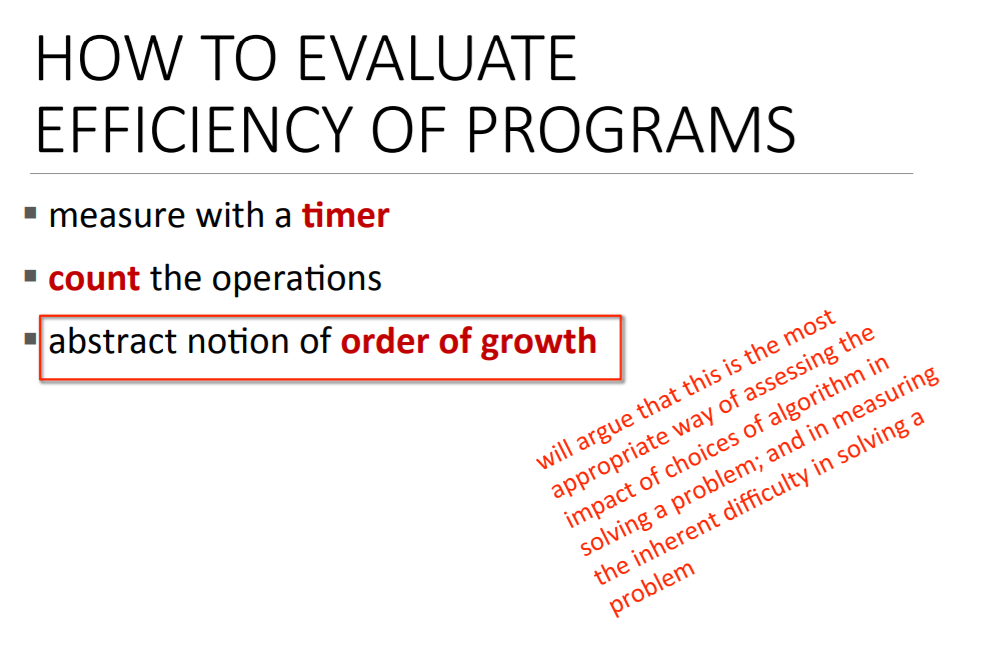 HOW TO EVALUATE
EFFICIENCY OF PROGRAMS
▪ measure with a timer
▪ count the operations
▪ abstract notion of order of growth
will argue that this is the most
appropriate way of assessing the
impact of choices of algorithm in
solving a problem; and in measuring
the inherent difficulty in solving a
problem